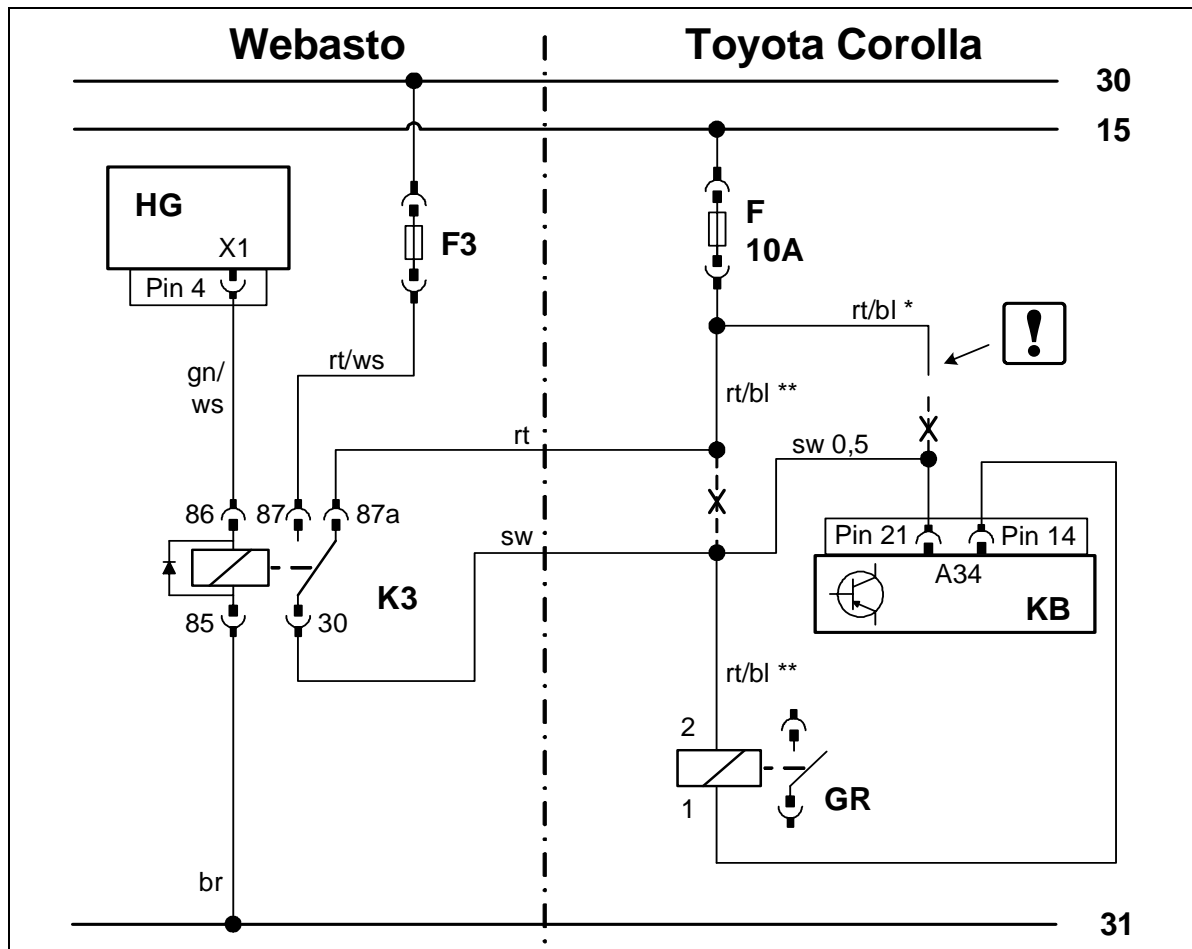 Webasto
Toyota Corolla
30
15
HG
X1
Pin 4
F3
F
10A
rt/bl *
!
gn/
ws
rt/ws
rt/bl **
rt
sw 0,5
86
87
87a
Pin 21
Pin 14
sw
A34
K3
KB
85
30
rt/bl **
2
GR
1
br
31